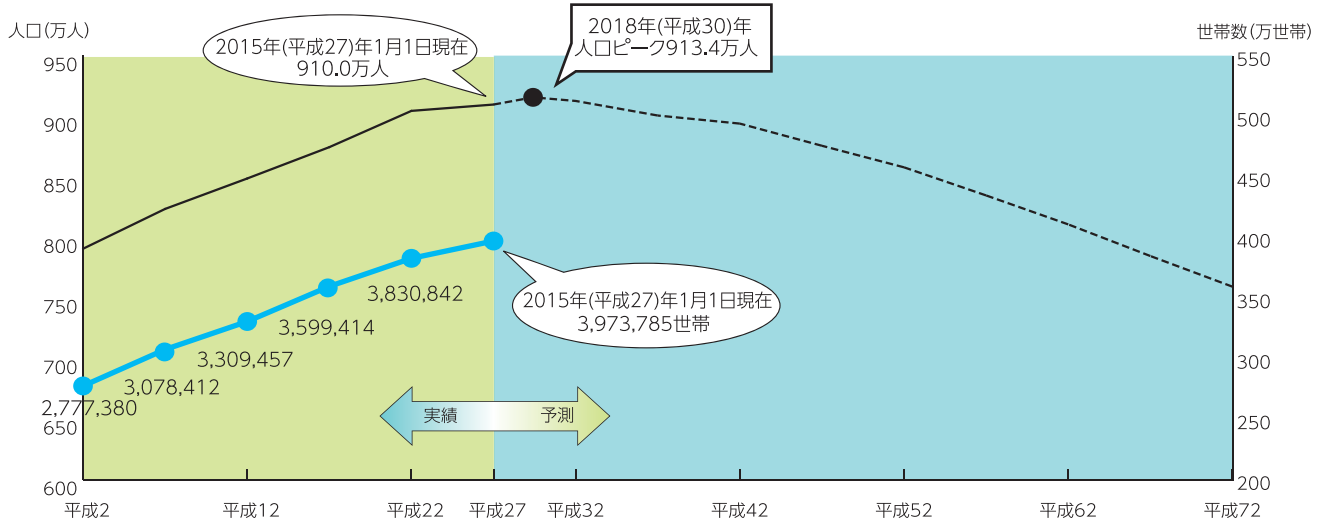 人口(万人)
世帯数(万世帯)
2015年(平成27)年1月1日現在
910.0万人
2018年(平成30)年
人口ピーク913.4万人
950
900
850
800
750
700
650
600
550
500
450
400
350
300
250
200
2,777,380
3,078,412
3,309,457
3,599,414
3,830,842
2015年(平成27)年1月1日現在
3,973,785世帯
実績
予測
平成2
平成12
平成22
平成27
平成32
平成42
平成52
平成62
平成72